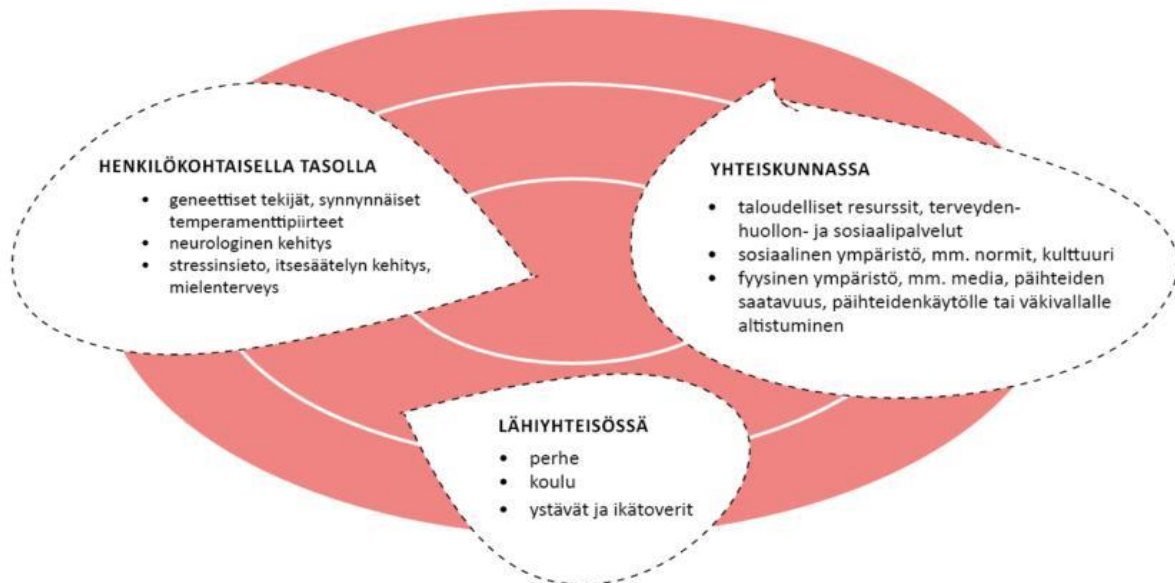 HENKILÖKOHTAISELLA TASOLLA
• geneettiset tekijät, synnynnäiset
temperamenttipiirteet
• neurologinen kehitys
• stressinsieto, itsesäätelyn kehitys,
mielenterveys
YHTEISKUNNASSA
• taloudelliset resurssit, terveyden-
huollon- ja sosiaalipalvelut
• sosiaalinen ympäristö, mm. normit, kulttuuri
• fyysinen ympäristö, mm. media, päihteiden
saatavuus, päihteidenkäytölle tai väkivallalle
altistuminen
LÄHIYHTEISÖSSÄ
• perhe
• koulu
• ystävät ja ikätoverit